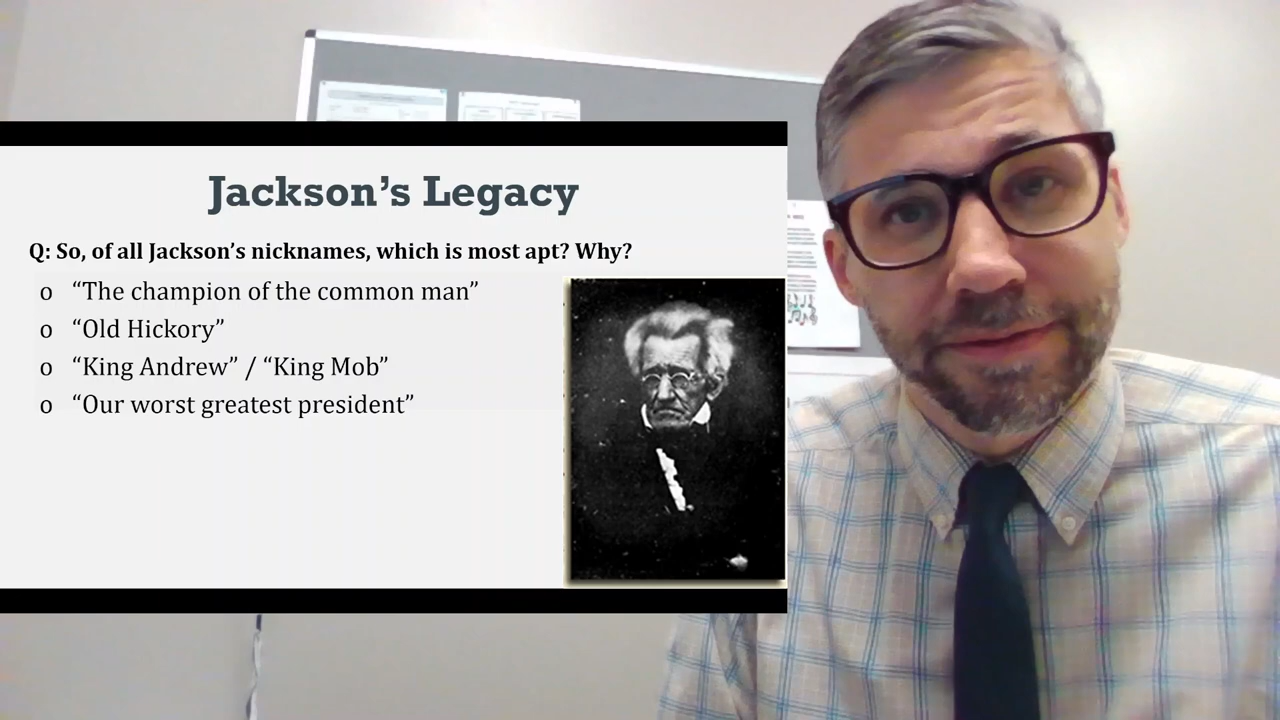 Jackson's Legacy
Q: So, of all Jackson's nicknames, which is most apt? Why?
o "The champion of the common man"
o "Old Hickory"
o "King Andrew" / "King Mob"
o "Our worst greatest president"